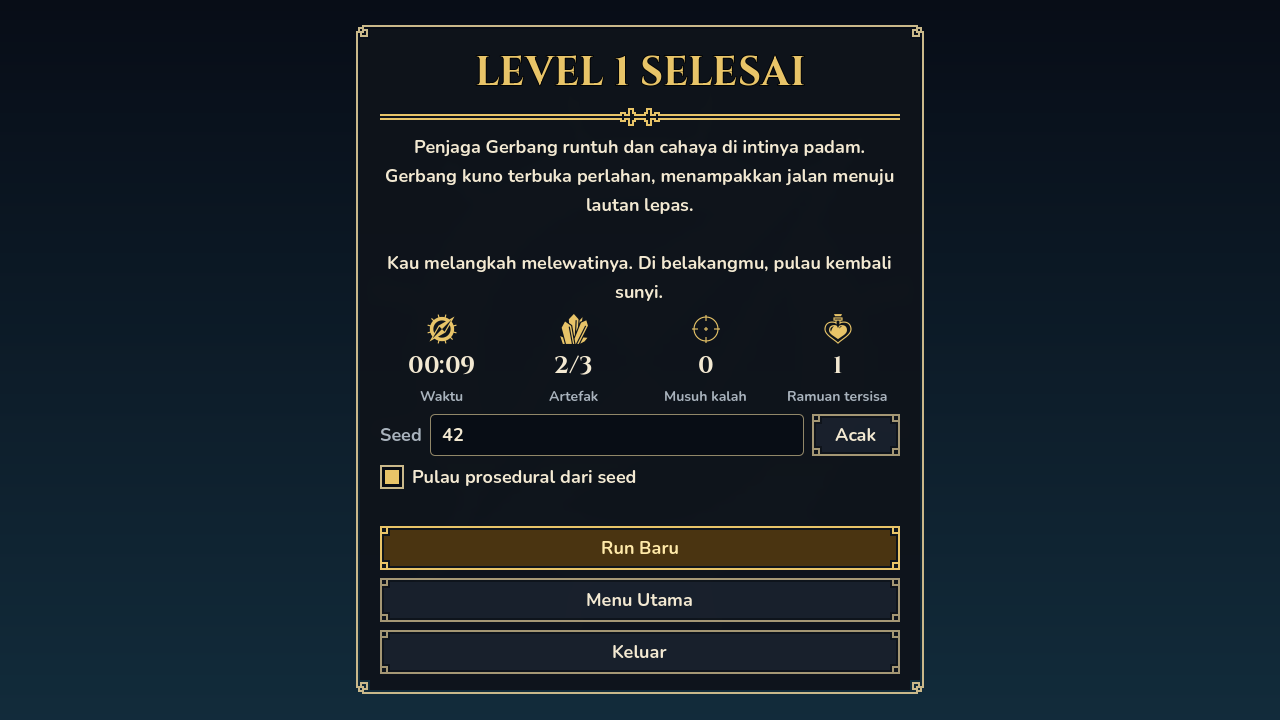 LEVEL 1 SELESAI
Penjaga Gerbang runtuh dan cahaya di intinya padam.
Gerbang kuno terbuka perlahan, menampakkan jalan menuju
lautan lepas.
Kau melangkah melewatinya. Di belakangmu, pulau kembali
sunyi.
00:09 2/3 0 1
Waktu Artefak Musuh kalah Ramuan tersisa
Seed 42 Acak
Pulau prosedural dari seed
Run Baru
Menu Utama
Keluar